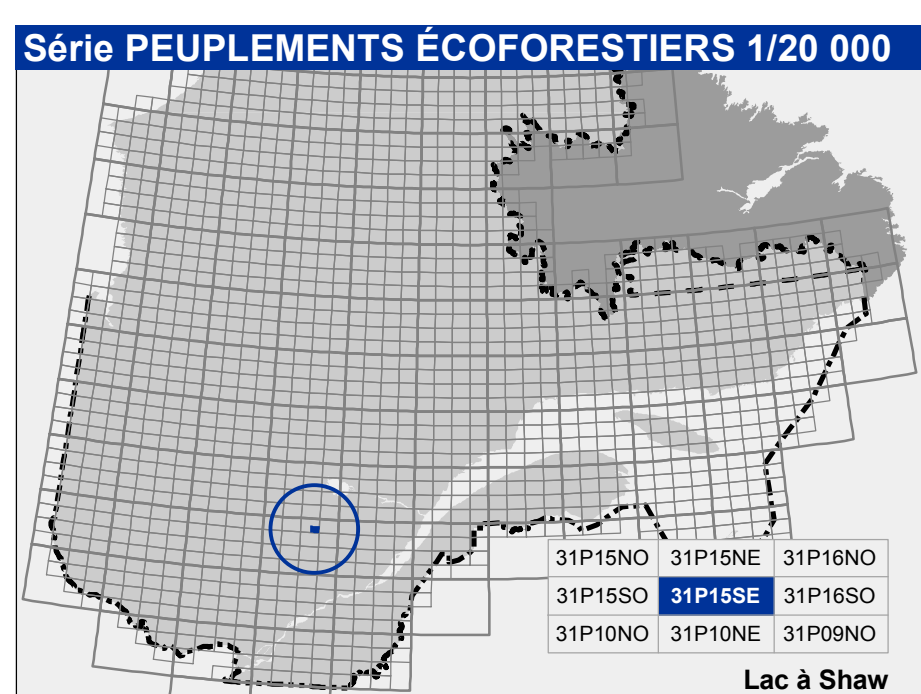 Série PEUPLEMENTS ÉCOFORESTIERS 1/20 000
31P15NO 31P15NE 31P16NO
31P15SO 31P15SE 31P16SO
31P10NO 31P10NE 31P09NO
Lac à Shaw